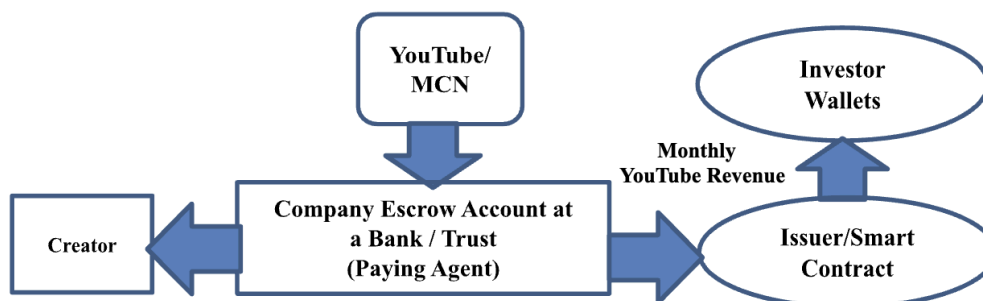 YouTube/
MCN
Investor
Wallets
Monthly
YouTube Revenue
Creator
Company Escrow Account at
a Bank / Trust
(Paying Agent)
Issuer/Smart
Contract